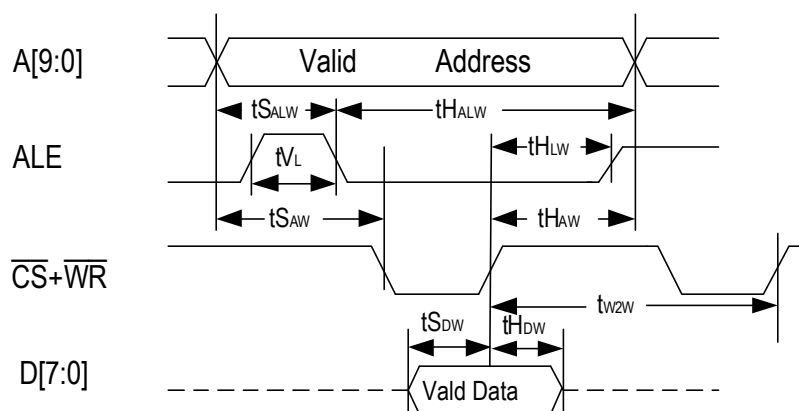 A[9:0] Valid Address
tSALW tHALW
ALE tVL tHLW
tSAW tHAW
CS+WR
tW2W
tSDW tHDW
D[7:0] Vald Data